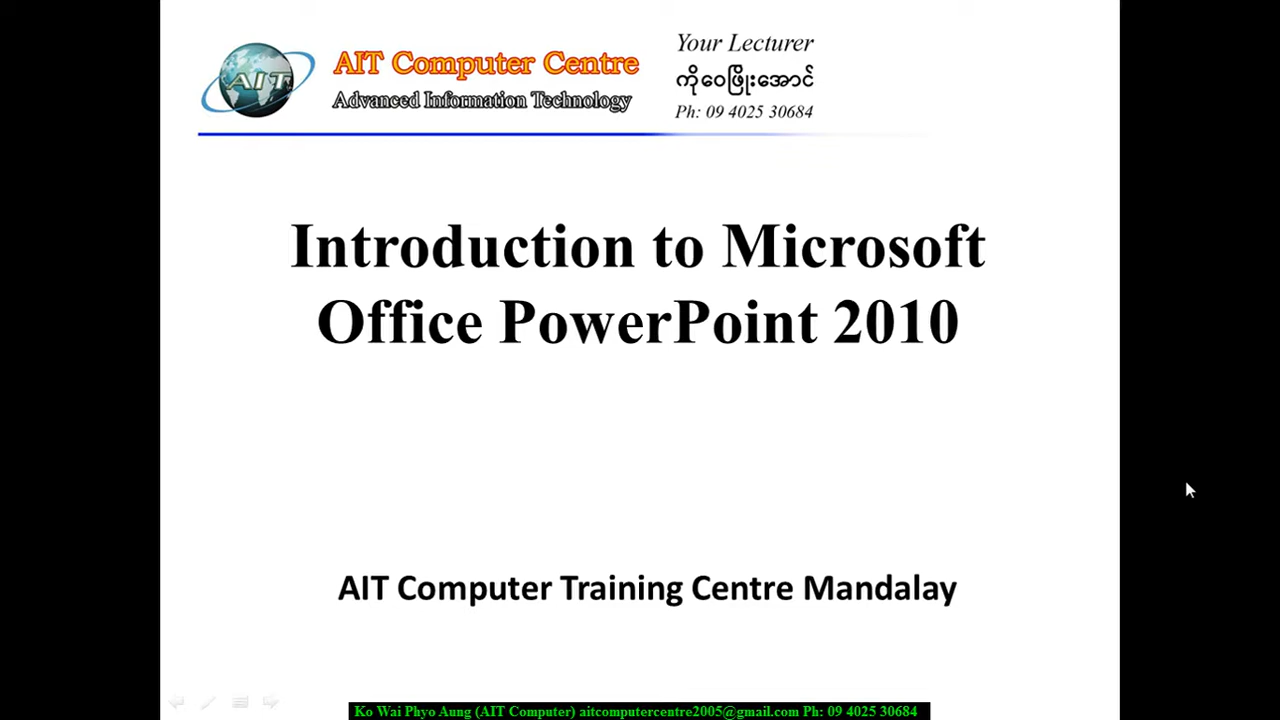 AIT
AIT Computer Centre
Advanced Information Technology
Your Lecturer
ကိုဝေဖြိုးအောင်
Ph: 09 4025 30684
Introduction to Microsoft
Office PowerPoint 2010
AIT Computer Training Centre Mandalay
Ko Wai Phyo Aung (AIT Computer) aitcomputercentre2005@gmail.com Ph: 09 4025 30684